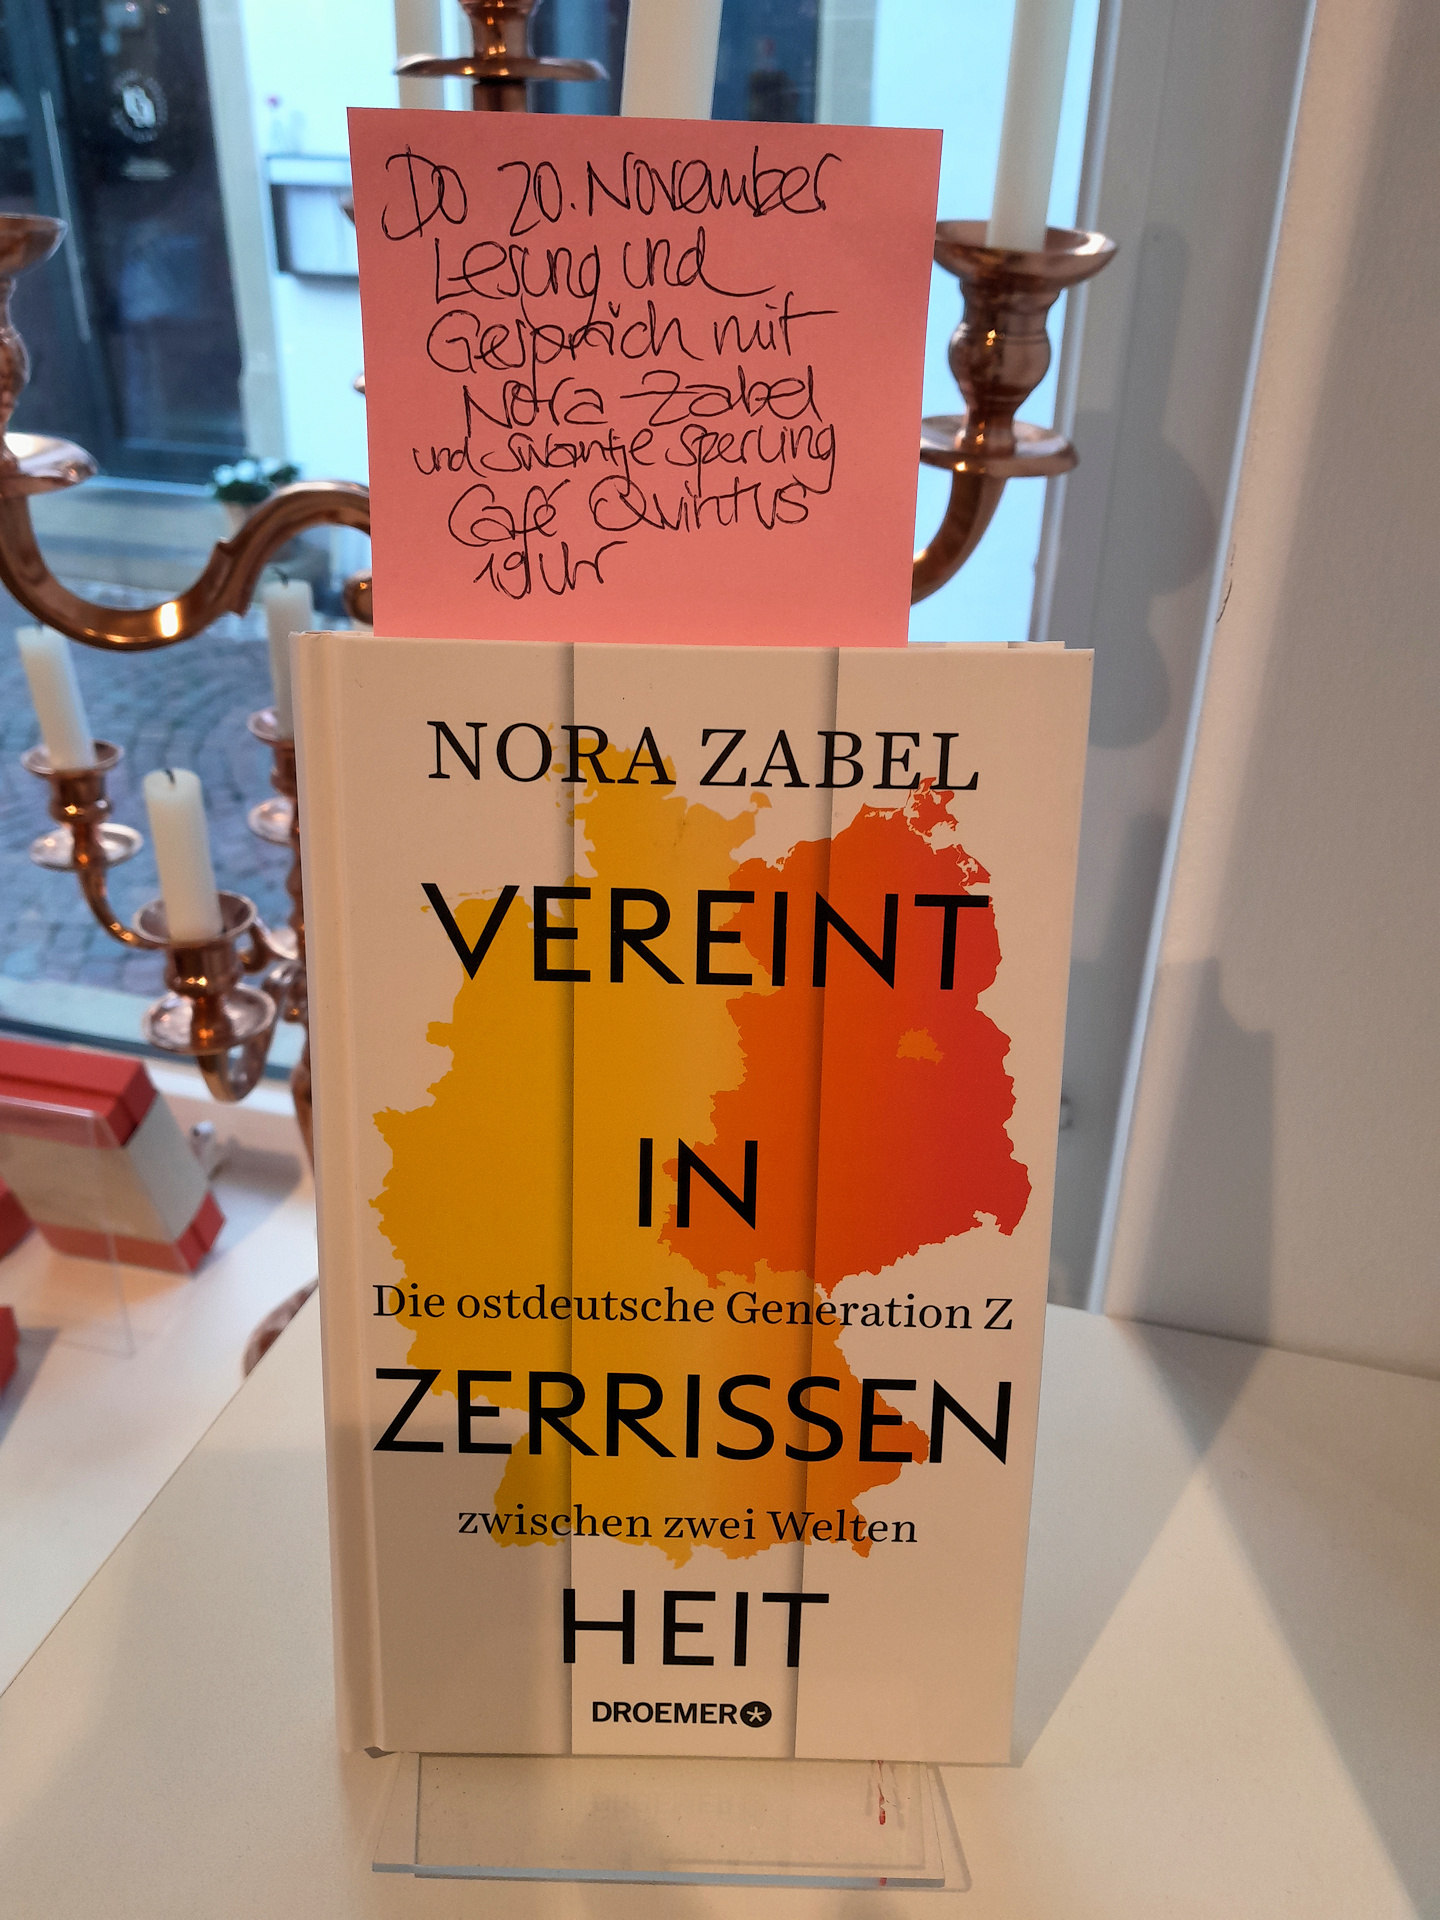 Do 20. November
Lesung und
Gespräch mit
Nora Zabel
und Swantje Sperling
Café Quintus
19 Uhr
NORA ZABEL
VEREINT
IN
Die ostdeutsche Generation Z
ZERRISSEN
zwischen zwei Welten
HEIT
DROEMER